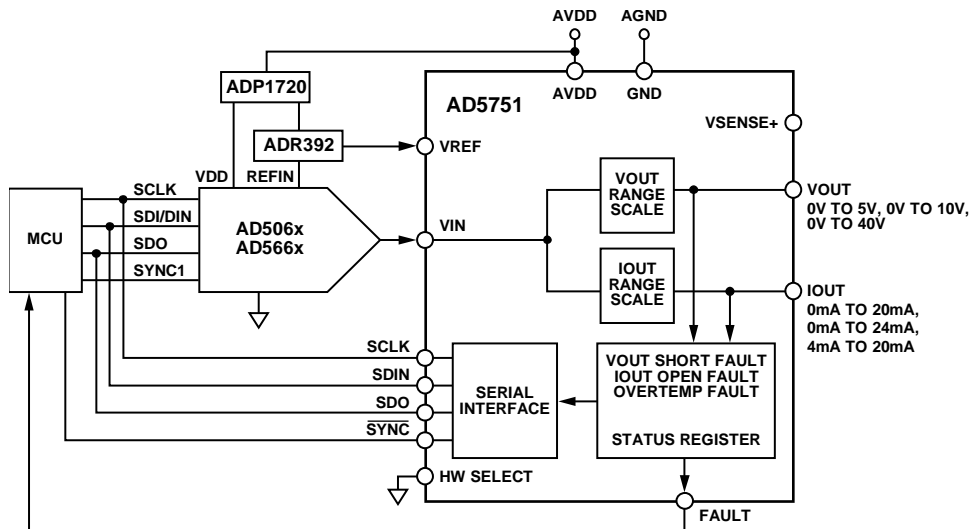 AVDD
AGND
ADP1720
AD5751
AVDD
GND
VSENSE+
ADR392
VREF
VDD
REFIN
MCU
SCLK
SDI/DIN
SDO
SYNC1
AD506x
AD566x
VIN
VOUT
RANGE
SCALE
VOUT
0V TO 5V, 0V TO 10V,
0V TO 40V
IOUT
RANGE
SCALE
IOUT
0mA TO 20mA,
0mA TO 24mA,
4mA TO 20mA
SCLK
SDIN
SDO
SYNC
SERIAL
INTERFACE
VOUT SHORT FAULT
IOUT OPEN FAULT
OVERTEMP FAULT
STATUS REGISTER
HW SELECT
FAULT